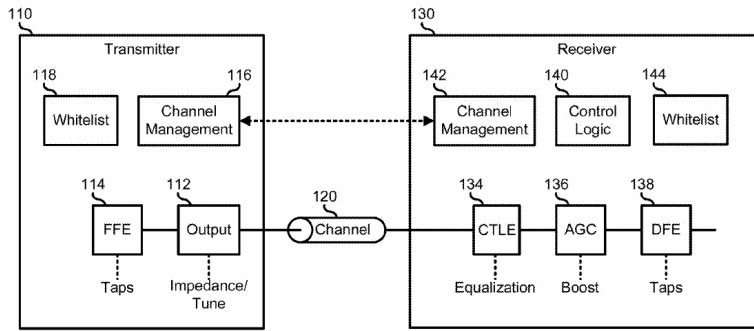 110
Transmitter
118
Whitelist
116
Channel
Management
114
FFE
Taps
112
Output
Impedance/
Tune
120
Channel
130
Receiver
142
Channel
Management
140
Control
Logic
144
Whitelist
134
CTLE
Equalization
136
AGC
Boost
138
DFE
Taps